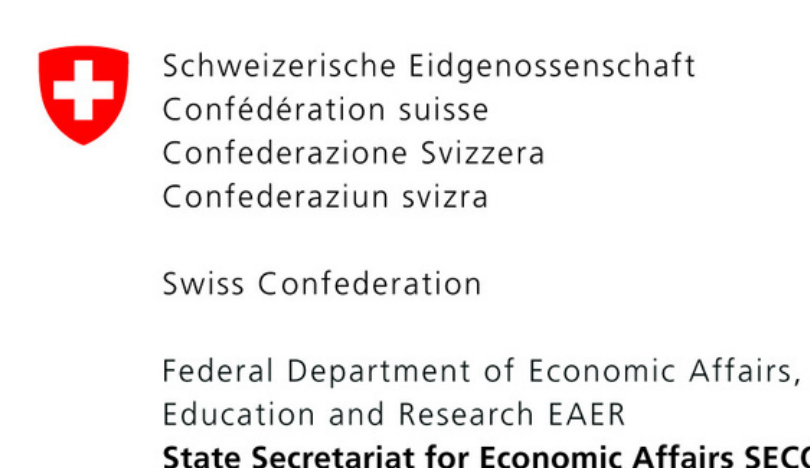 Schweizerische Eidgenossenschaft
Confédération suisse
Confederazione Svizzera
Confederaziun svizra
Swiss Confederation
Federal Department of Economic Affairs,
Education and Research EAER
State Secretariat for Economic Affairs SECO